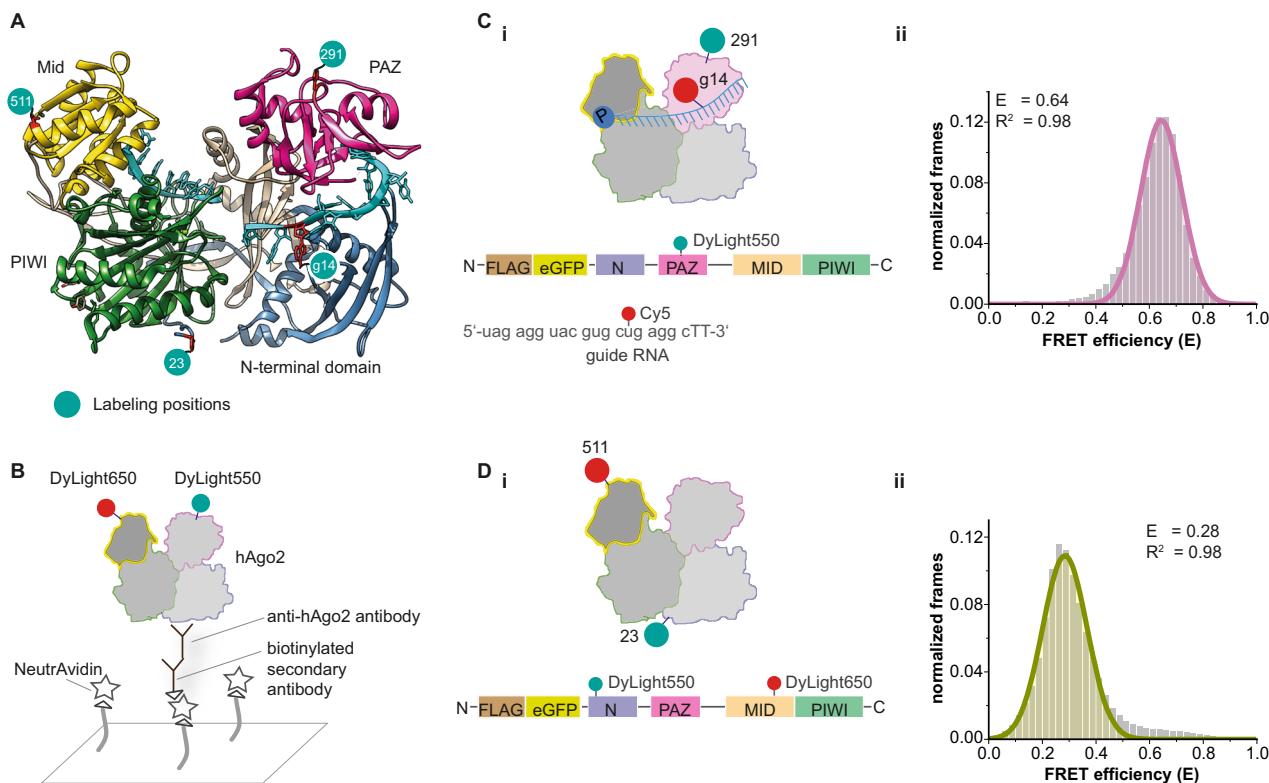 A
Mid
291
PAZ
511
PIWI
g14
23
N-terminal domain
Labeling positions
B
DyLight650
DyLight550
hAgo2
anti-hAgo2 antibody
NeutrAvidin
biotinylated
secondary
antibody
C
i
291
g14
P
DyLight550
N
FLAG
eGFP
N
PAZ
MID
PIWI
C
Cy5
5‘-uag agg uac gug cug agg cTT-3‘
guide RNA
ii
E = 0.64
R² = 0.98
0.12
0.08
0.04
0.00
normalized frames
0.0 0.2 0.4 0.6 0.8 1.0
FRET efficiency (E)
D
i
511
23
DyLight550
DyLight650
N
FLAG
eGFP
N
PAZ
MID
PIWI
C
ii
E = 0.28
R² = 0.98
0.12
0.08
0.04
0.00
normalized frames
0.0 0.2 0.4 0.6 0.8 1.0
FRET efficiency (E)